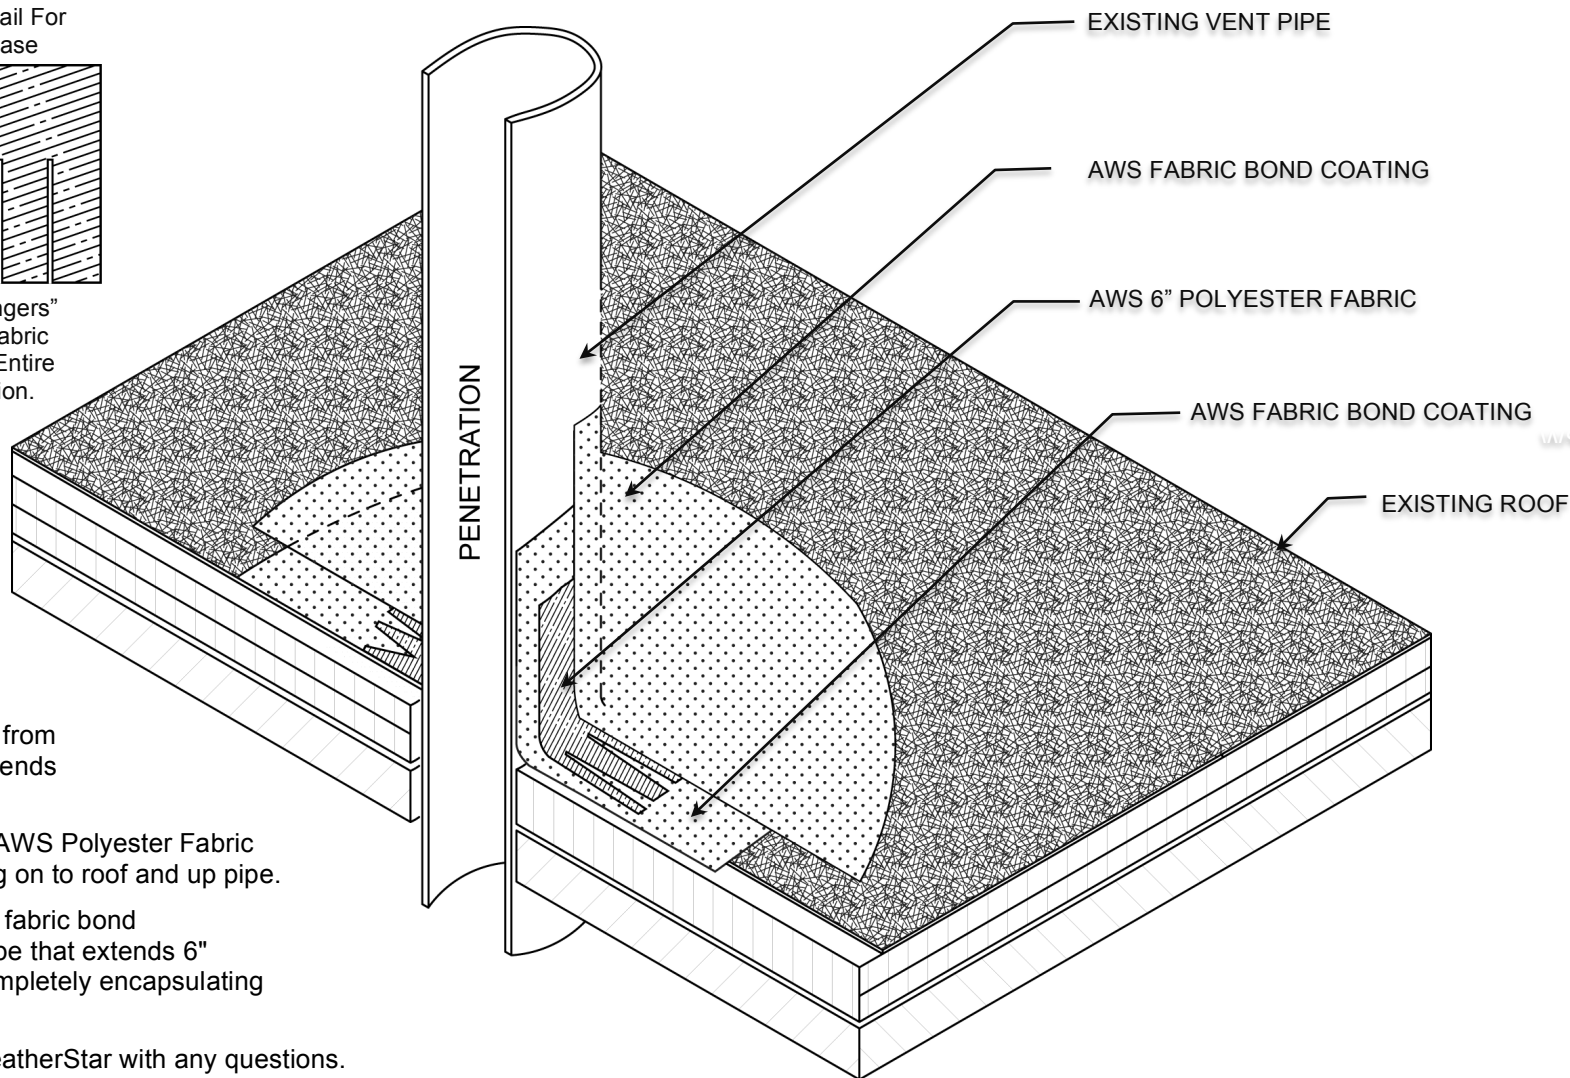 ail For
ase
ngers”
abric
Entire
ion.
from
ends
AWS Polyester Fabric
g on to roof and up pipe.
fabric bond
pe that extends 6"
mpletely encapsulating
eatherStar with any questions.
PENETRATION
EXISTING VENT PIPE
AWS FABRIC BOND COATING
AWS 6” POLYESTER FABRIC
AWS FABRIC BOND COATING
EXISTING ROOF